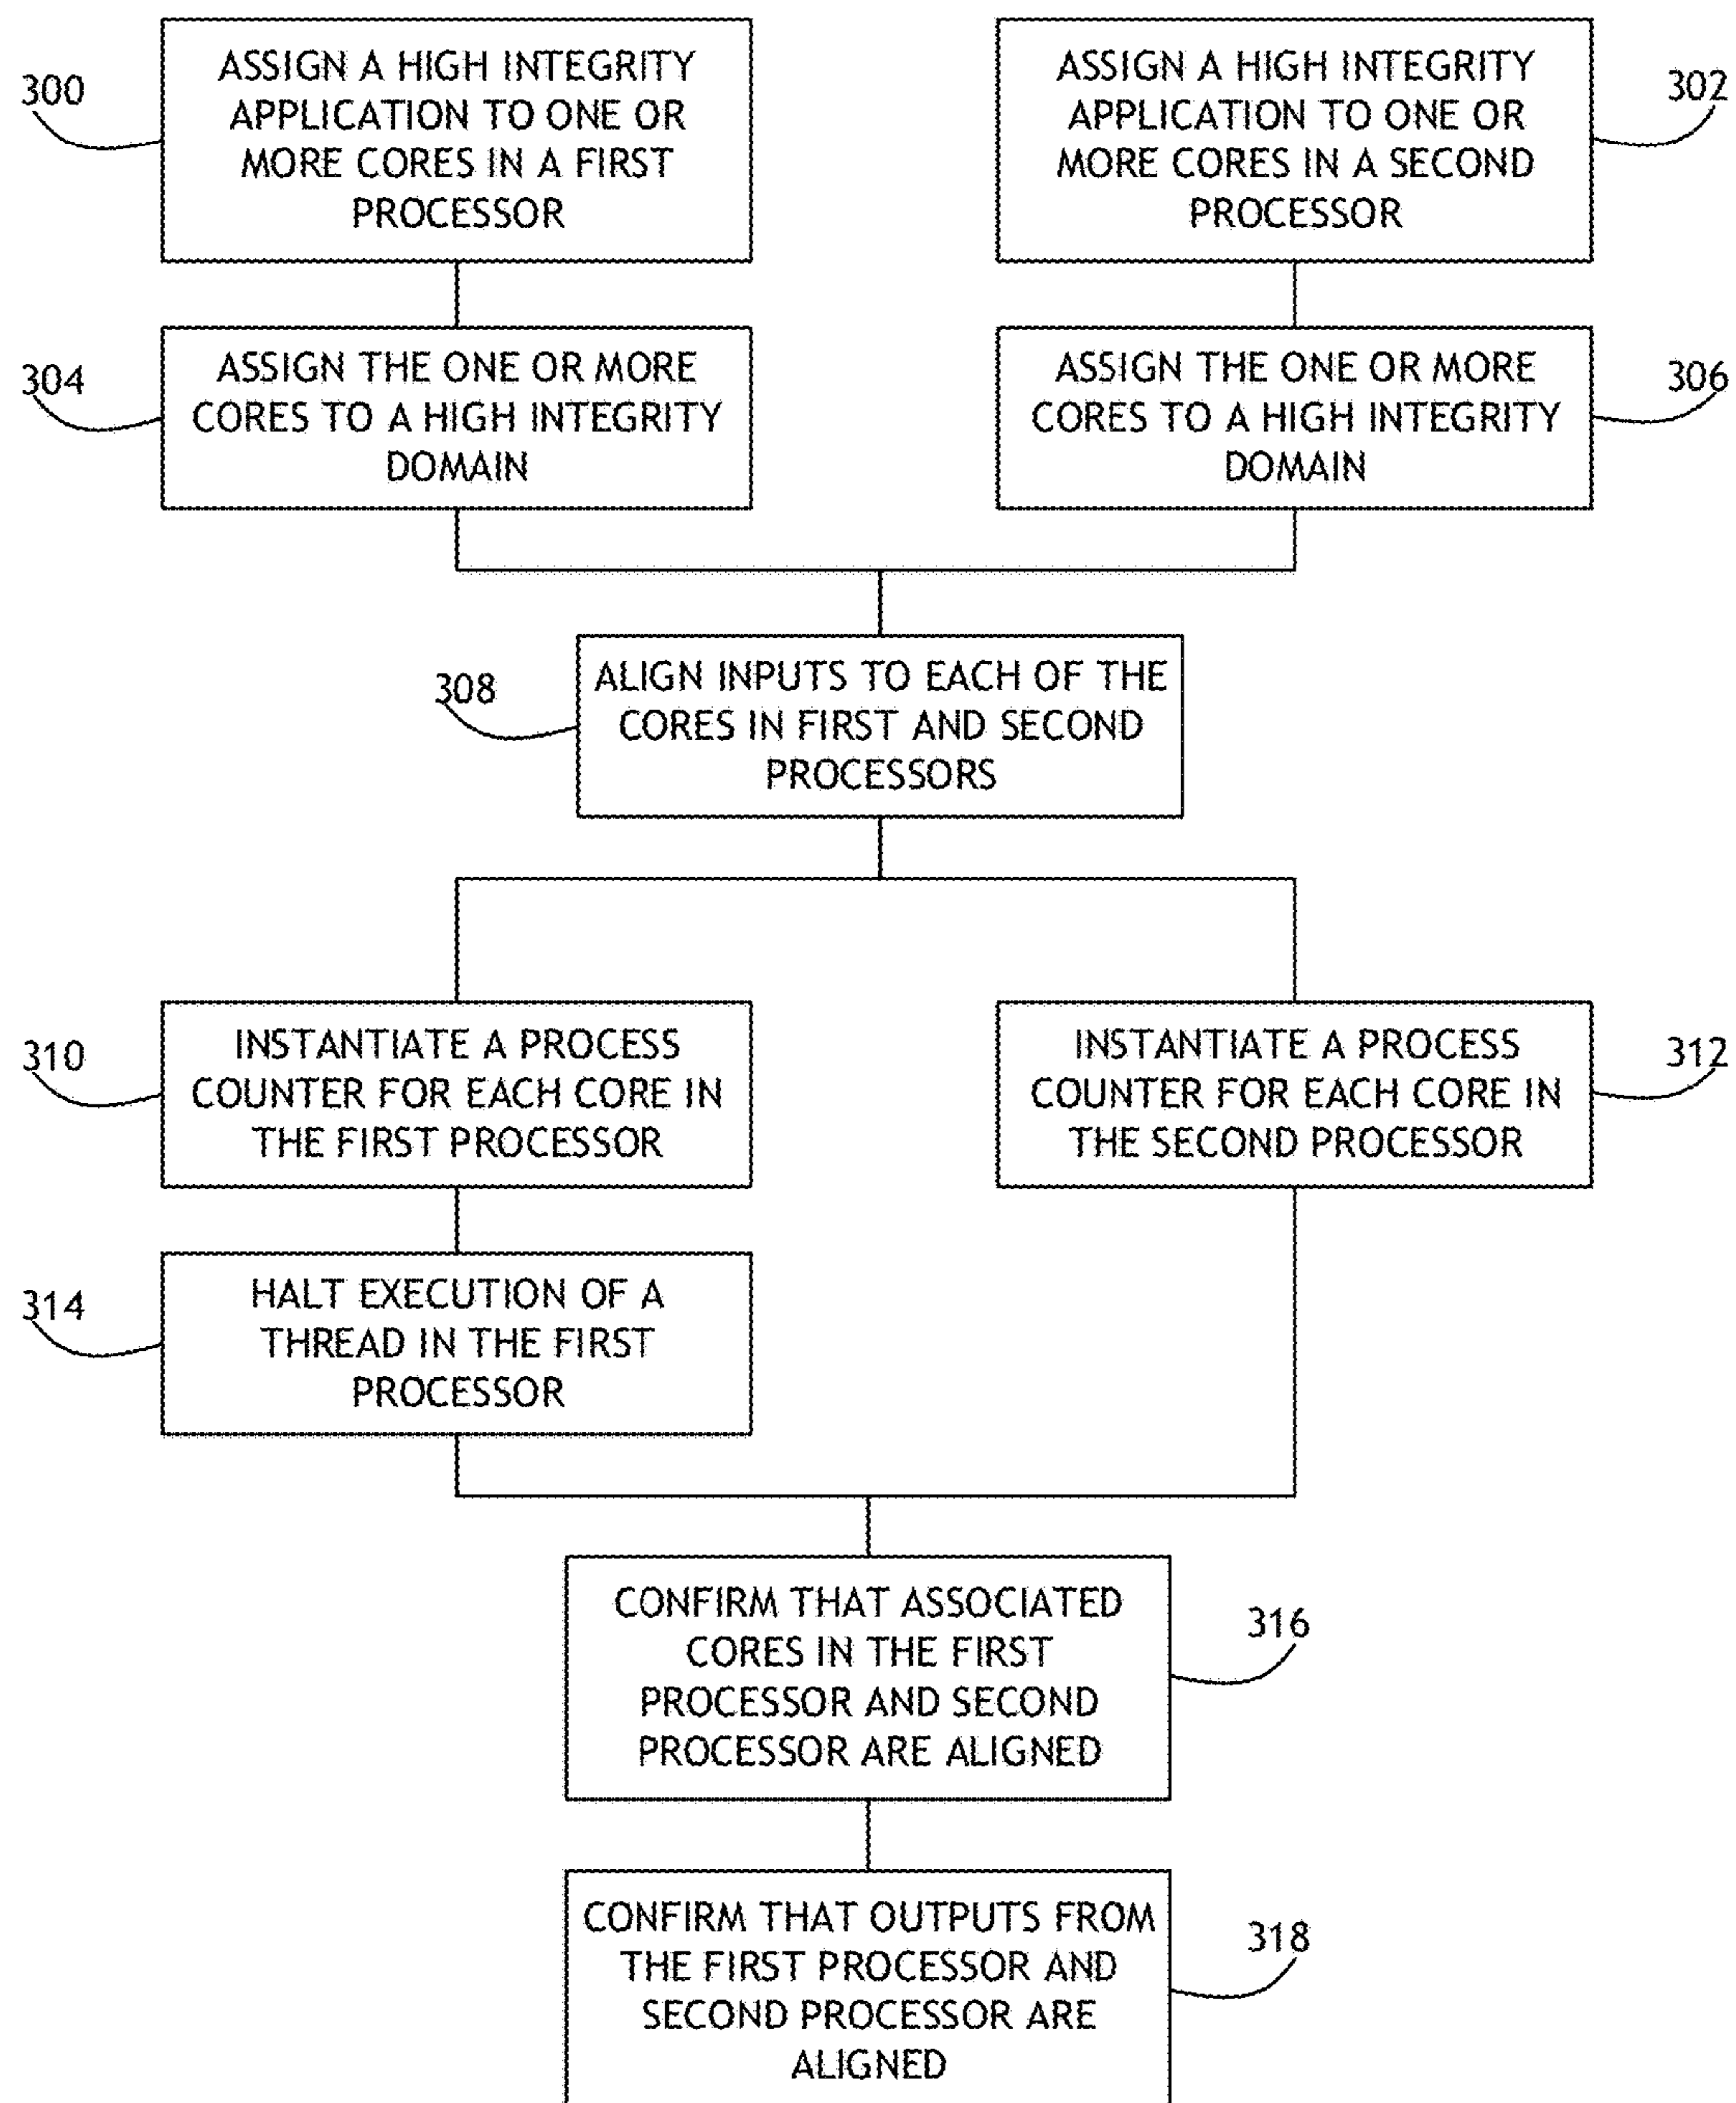 300
ASSIGN A HIGH INTEGRITY
APPLICATION TO ONE OR
MORE CORES IN A FIRST
PROCESSOR
ASSIGN A HIGH INTEGRITY
APPLICATION TO ONE OR
MORE CORES IN A SECOND
PROCESSOR
302
304
ASSIGN THE ONE OR MORE
CORES TO A HIGH INTEGRITY
DOMAIN
ASSIGN THE ONE OR MORE
CORES TO A HIGH INTEGRITY
DOMAIN
306
308
ALIGN INPUTS TO EACH OF THE
CORES IN FIRST AND SECOND
PROCESSORS
310
INSTANTIATE A PROCESS
COUNTER FOR EACH CORE IN
THE FIRST PROCESSOR
INSTANTIATE A PROCESS
COUNTER FOR EACH CORE IN
THE SECOND PROCESSOR
312
314
HALT EXECUTION OF A
THREAD IN THE FIRST
PROCESSOR
CONFIRM THAT ASSOCIATED
CORES IN THE FIRST
PROCESSOR AND SECOND
PROCESSOR ARE ALIGNED
316
CONFIRM THAT OUTPUTS FROM
THE FIRST PROCESSOR AND
SECOND PROCESSOR ARE
ALIGNED
318